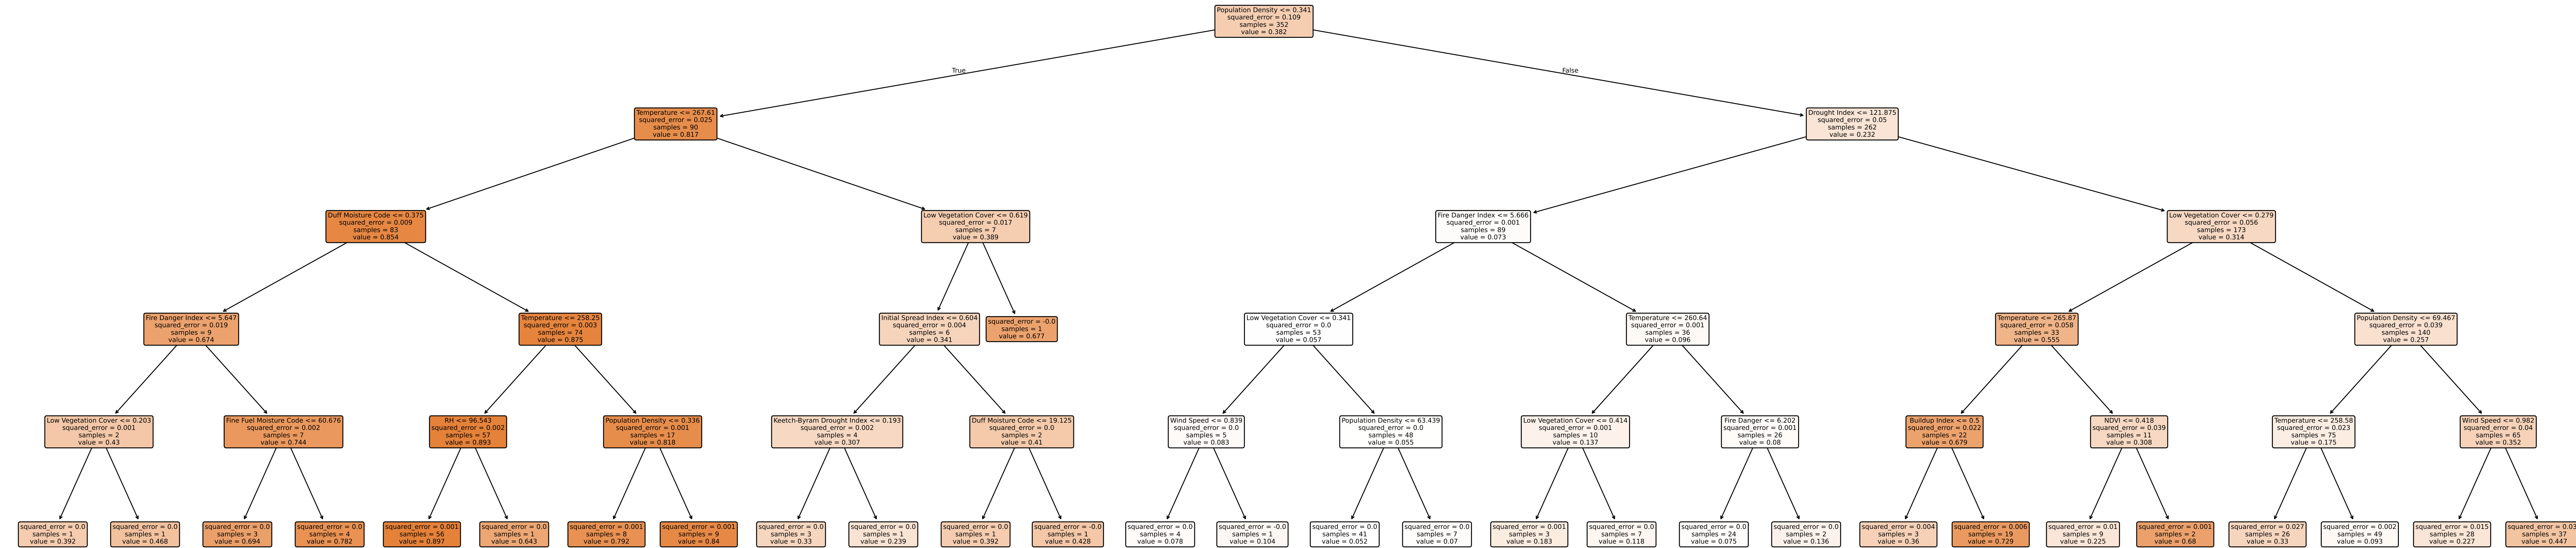 Population Density <= 0.341
squared_error = 0.109
samples = 352
value = 0.382
True
False
Temperature <= 267.61
squared_error = 0.025
samples = 90
value = 0.817
Drought Index <= 121.875
squared_error = 0.05
samples = 262
value = 0.232
Duff Moisture Code <= 0.375
squared_error = 0.009
samples = 83
value = 0.854
Low Vegetation Cover <= 0.619
squared_error = 0.017
samples = 7
value = 0.389
Fire Danger Index <= 5.666
squared_error = 0.001
samples = 89
value = 0.073
Low Vegetation Cover <= 0.279
squared_error = 0.056
samples = 173
value = 0.314
Fire Danger Index <= 5.647
squared_error = 0.019
samples = 9
value = 0.674
Temperature <= 258.25
squared_error = 0.003
samples = 74
value = 0.875
Initial Spread Index <= 0.604
squared_error = 0.004
samples = 6
value = 0.341
squared_error = -0.0
samples = 1
value = 0.677
Low Vegetation Cover <= 0.341
squared_error = 0.0
samples = 53
value = 0.057
Temperature <= 260.64
squared_error = 0.001
samples = 36
value = 0.096
Temperature <= 265.87
squared_error = 0.058
samples = 33
value = 0.555
Population Density <= 69.467
squared_error = 0.039
samples = 140
value = 0.257
Low Vegetation Cover <= 0.203
squared_error = 0.001
samples = 2
value = 0.43
Fine Fuel Moisture Code <= 60.676
squared_error = 0.002
samples = 7
value = 0.744
RH <= 96.543
squared_error = 0.002
samples = 57
value = 0.893
Population Density <= 0.336
squared_error = 0.001
samples = 17
value = 0.818
Keetch-Byram Drought Index <= 0.193
squared_error = 0.002
samples = 4
value = 0.307
Duff Moisture Code <= 19.125
squared_error = 0.0
samples = 2
value = 0.41
Wind Speed <= 0.839
squared_error = 0.0
samples = 5
value = 0.083
Population Density <= 63.439
squared_error = 0.0
samples = 48
value = 0.055
Low Vegetation Cover <= 0.414
squared_error = 0.001
samples = 10
value = 0.137
Fire Danger <= 6.202
squared_error = 0.001
samples = 26
value = 0.08
Buildup Index <= 0.5
squared_error = 0.022
samples = 22
value = 0.679
NDVI <= 0.418
squared_error = 0.039
samples = 11
value = 0.308
Temperature <= 258.58
squared_error = 0.023
samples = 75
value = 0.175
Wind Speed <= 0.982
squared_error = 0.04
samples = 65
value = 0.352
squared_error = 0.0
samples = 1
value = 0.392
squared_error = 0.0
samples = 1
value = 0.468
squared_error = 0.0
samples = 3
value = 0.694
squared_error = 0.0
samples = 4
value = 0.782
squared_error = 0.001
samples = 56
value = 0.897
squared_error = 0.0
samples = 1
value = 0.643
squared_error = 0.001
samples = 8
value = 0.792
squared_error = 0.001
samples = 9
value = 0.84
squared_error = 0.0
samples = 3
value = 0.33
squared_error = 0.0
samples = 1
value = 0.239
squared_error = 0.0
samples = 1
value = 0.392
squared_error = -0.0
samples = 1
value = 0.428
squared_error = 0.0
samples = 4
value = 0.078
squared_error = -0.0
samples = 1
value = 0.104
squared_error = 0.0
samples = 41
value = 0.052
squared_error = 0.0
samples = 7
value = 0.07
squared_error = 0.001
samples = 3
value = 0.183
squared_error = 0.0
samples = 7
value = 0.118
squared_error = 0.0
samples = 24
value = 0.075
squared_error = 0.0
samples = 2
value = 0.136
squared_error = 0.004
samples = 3
value = 0.36
squared_error = 0.006
samples = 19
value = 0.729
squared_error = 0.01
samples = 9
value = 0.225
squared_error = 0.001
samples = 2
value = 0.68
squared_error = 0.027
samples = 26
value = 0.33
squared_error = 0.002
samples = 49
value = 0.093
squared_error = 0.015
samples = 28
value = 0.227
squared_error =
samples = 37
value = 0.447